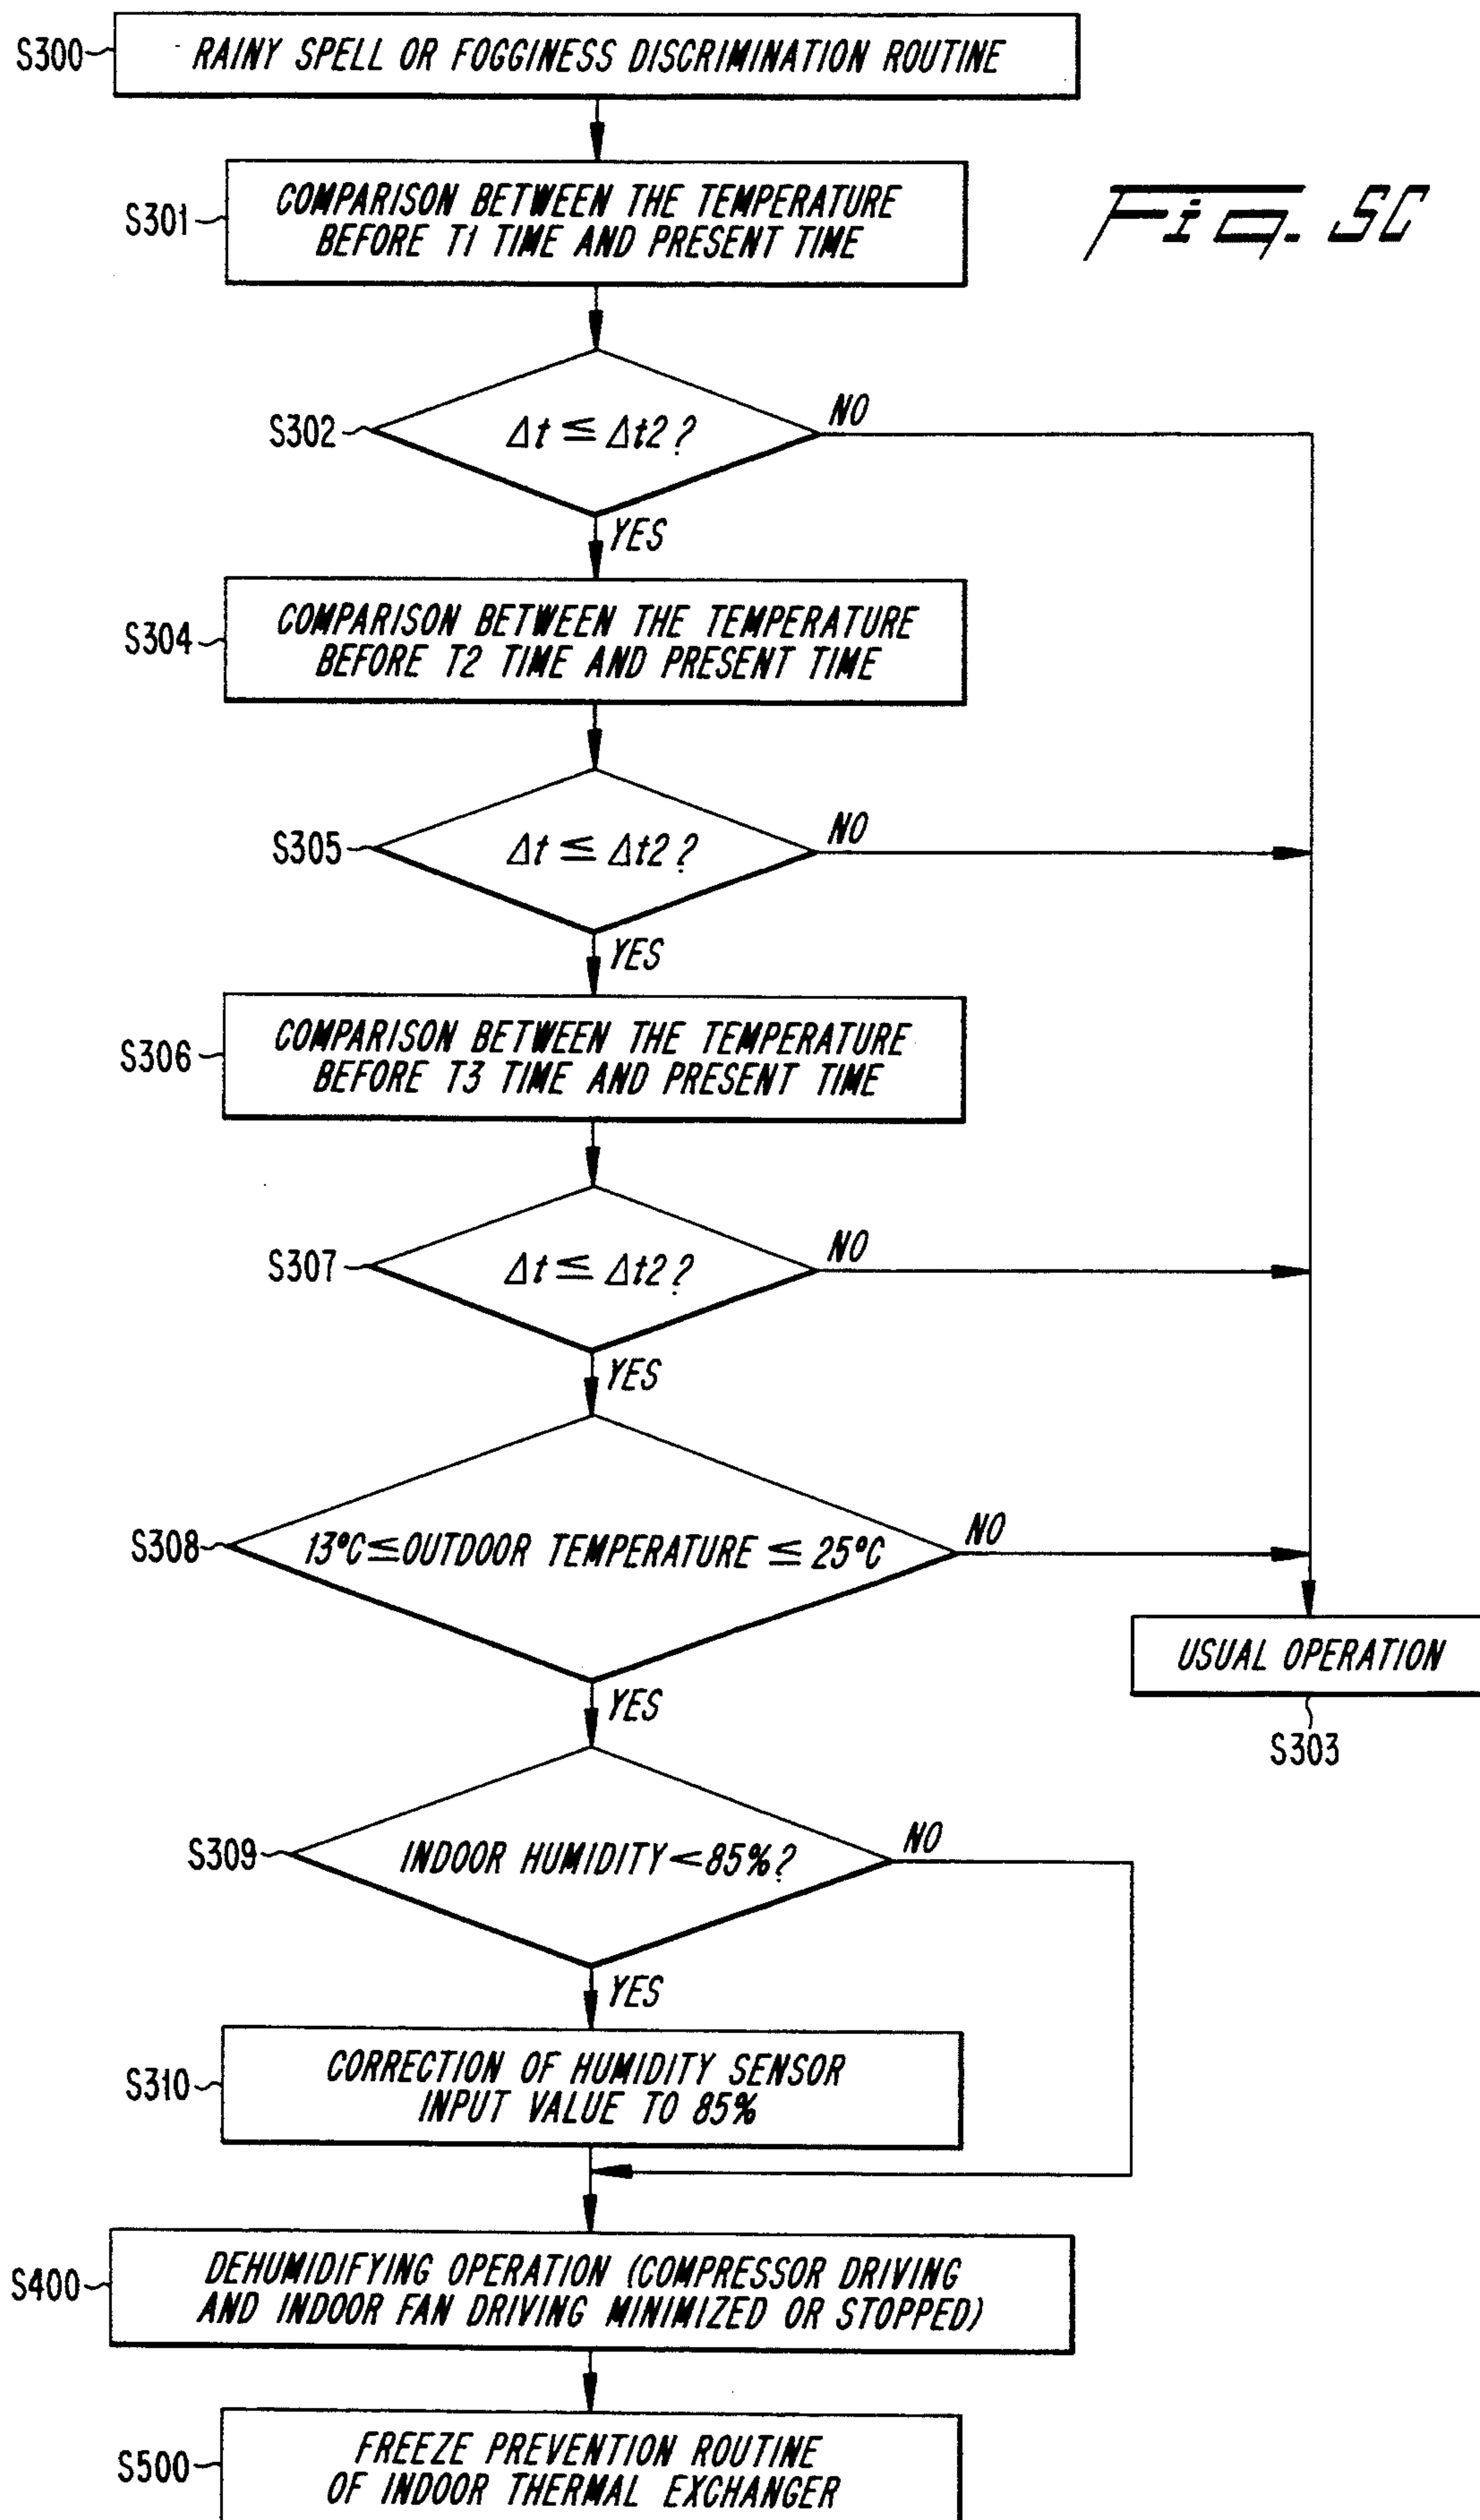 S300
RAINY SPELL OR FOGGINESS DISCRIMINATION ROUTINE
S301
COMPARISON BETWEEN THE TEMPERATURE
BEFORE T1 TIME AND PRESENT TIME
Fig. 5C
S302
Δt ≦ Δt2?
NO
YES
S304
COMPARISON BETWEEN THE TEMPERATURE
BEFORE T2 TIME AND PRESENT TIME
S305
Δt ≦ Δt2?
NO
YES
S306
COMPARISON BETWEEN THE TEMPERATURE
BEFORE T3 TIME AND PRESENT TIME
S307
Δt ≦ Δt2?
NO
YES
S308
13°C≦OUTDOOR TEMPERATURE ≦ 25°C
NO
USUAL OPERATION
S303
YES
S309
INDOOR HUMIDITY<85%?
NO
YES
S310
CORRECTION OF HUMIDITY SENSOR
INPUT VALUE TO 85%
S400
DEHUMIDIFYING OPERATION (COMPRESSOR DRIVING
AND INDOOR FAN DRIVING MINIMIZED OR STOPPED)
S500
FREEZE PREVENTION ROUTINE
OF INDOOR THERMAL EXCHANGER